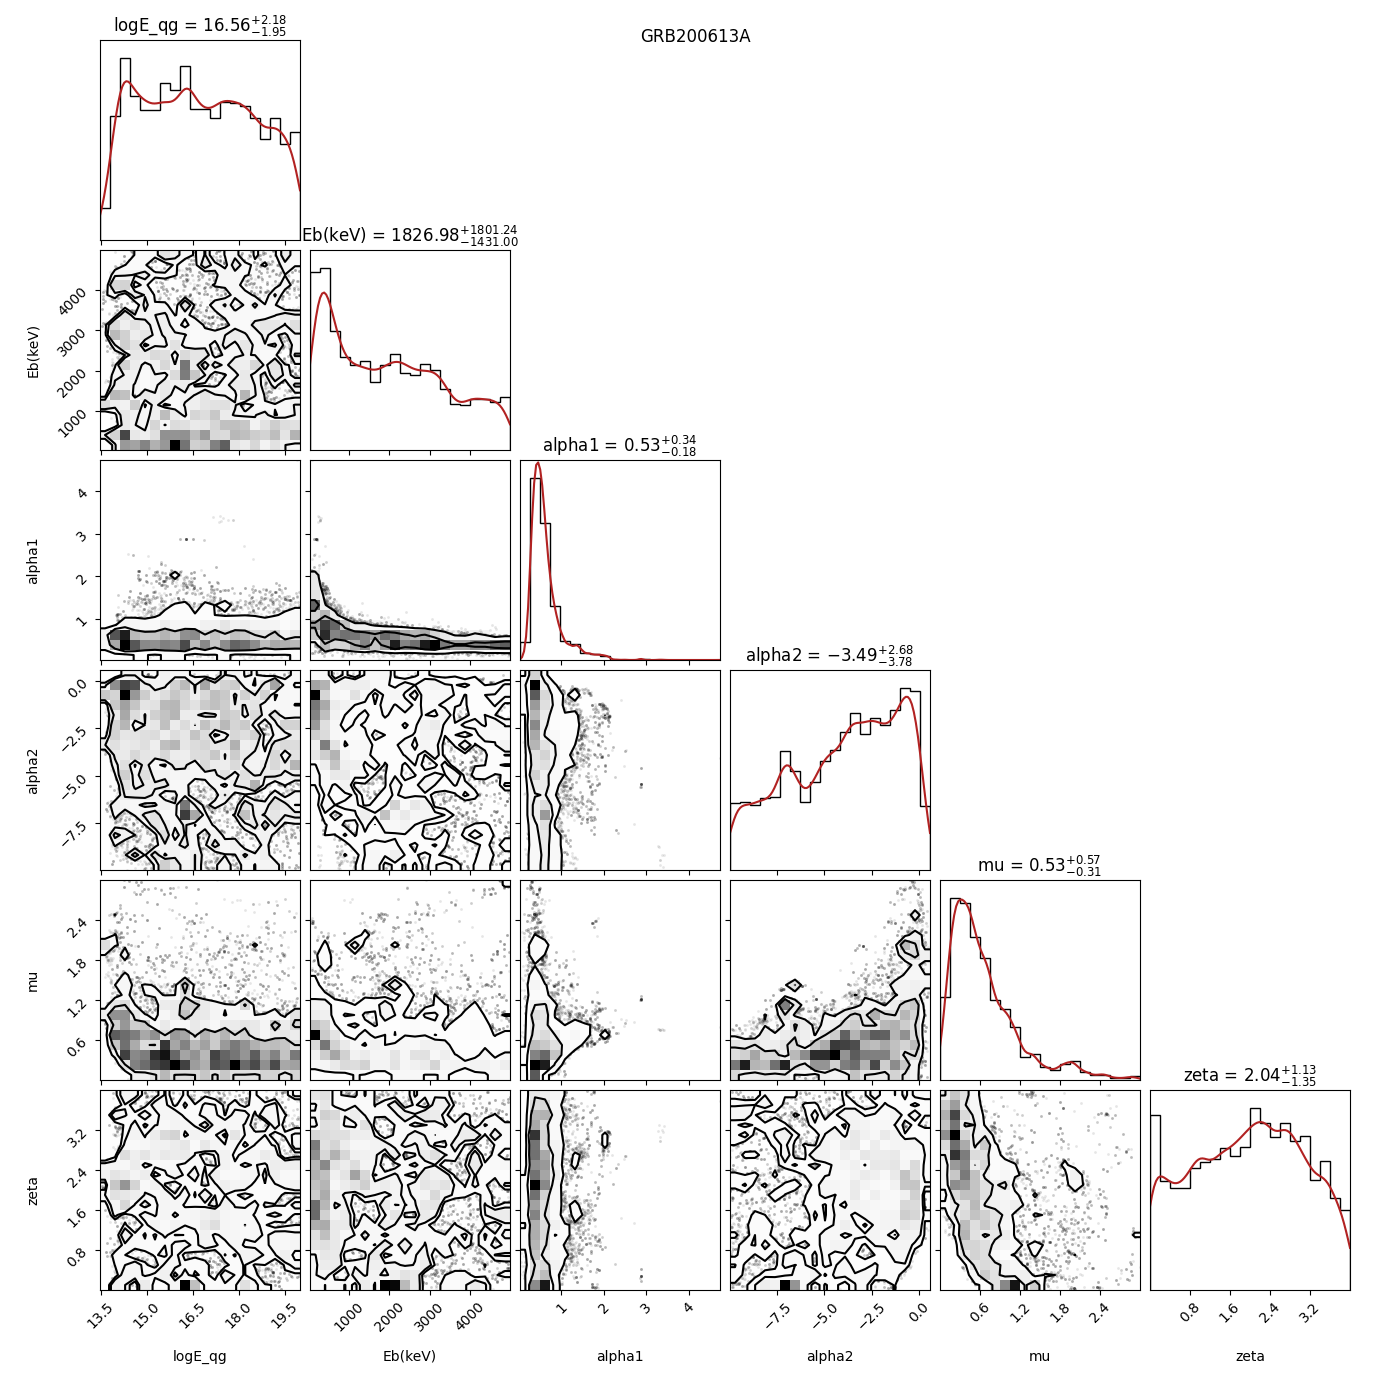 GRB200613A
logE_qg = 16.56+2.18 −1.95
Eb(keV) = 1826.98+1801.24 −1431.00
4000
3000
2000
1000
Eb(keV)
alpha1 = 0.53+0.34 −0.18
4
3
2
1
alpha1
alpha2 = −3.49+2.68 −3.78
0.0
−2.5
−5.0
−7.5
alpha2
mu = 0.53+0.57 −0.31
2.4
1.8
1.2
0.6
mu
zeta = 2.04+1.13 −1.35
3.2
2.4
1.6
0.8
zeta
13.5 15.0 16.5 18.0 19.5
1000 2000 3000 4000
1 2 3 4
−7.5 −5.0 −2.5 0.0
0.6 1.2 1.8 2.4
0.8 1.6 2.4 3.2
logE_qg Eb(keV) alpha1 alpha2 mu zeta